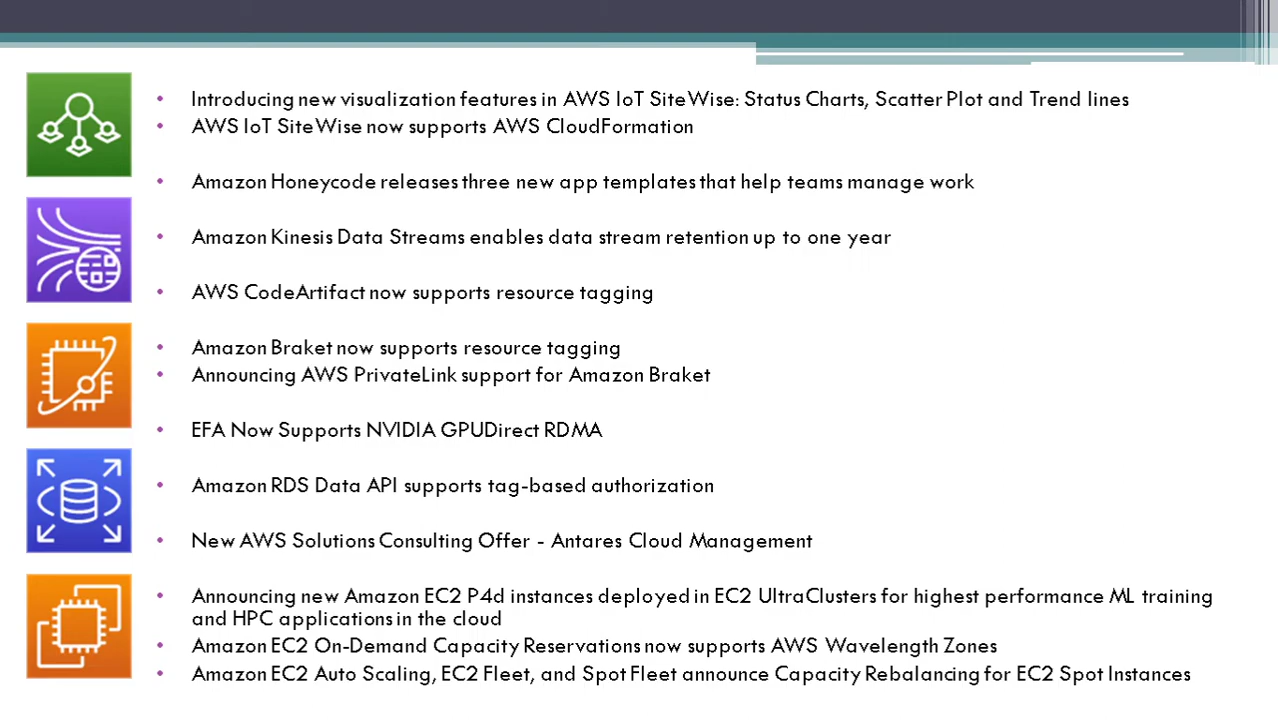 • Introducing new visualization features in AWS IoT SiteWise: Status Charts, Scatter Plot and Trend lines
• AWS IoT SiteWise now supports AWS CloudFormation
• Amazon Honeycode releases three new app templates that help teams manage work
• Amazon Kinesis Data Streams enables data stream retention up to one year
• AWS CodeArtifact now supports resource tagging
• Amazon Braket now supports resource tagging
• Announcing AWS PrivateLink support for Amazon Braket
• EFA Now Supports NVIDIA GPUDirect RDMA
• Amazon RDS Data API supports tag-based authorization
• New AWS Solutions Consulting Offer - Antares Cloud Management
• Announcing new Amazon EC2 P4d instances deployed in EC2 UltraClusters for highest performance ML training
and HPC applications in the cloud
• Amazon EC2 On-Demand Capacity Reservations now supports AWS Wavelength Zones
• Amazon EC2 Auto Scaling, EC2 Fleet, and Spot Fleet announce Capacity Rebalancing for EC2 Spot Instances